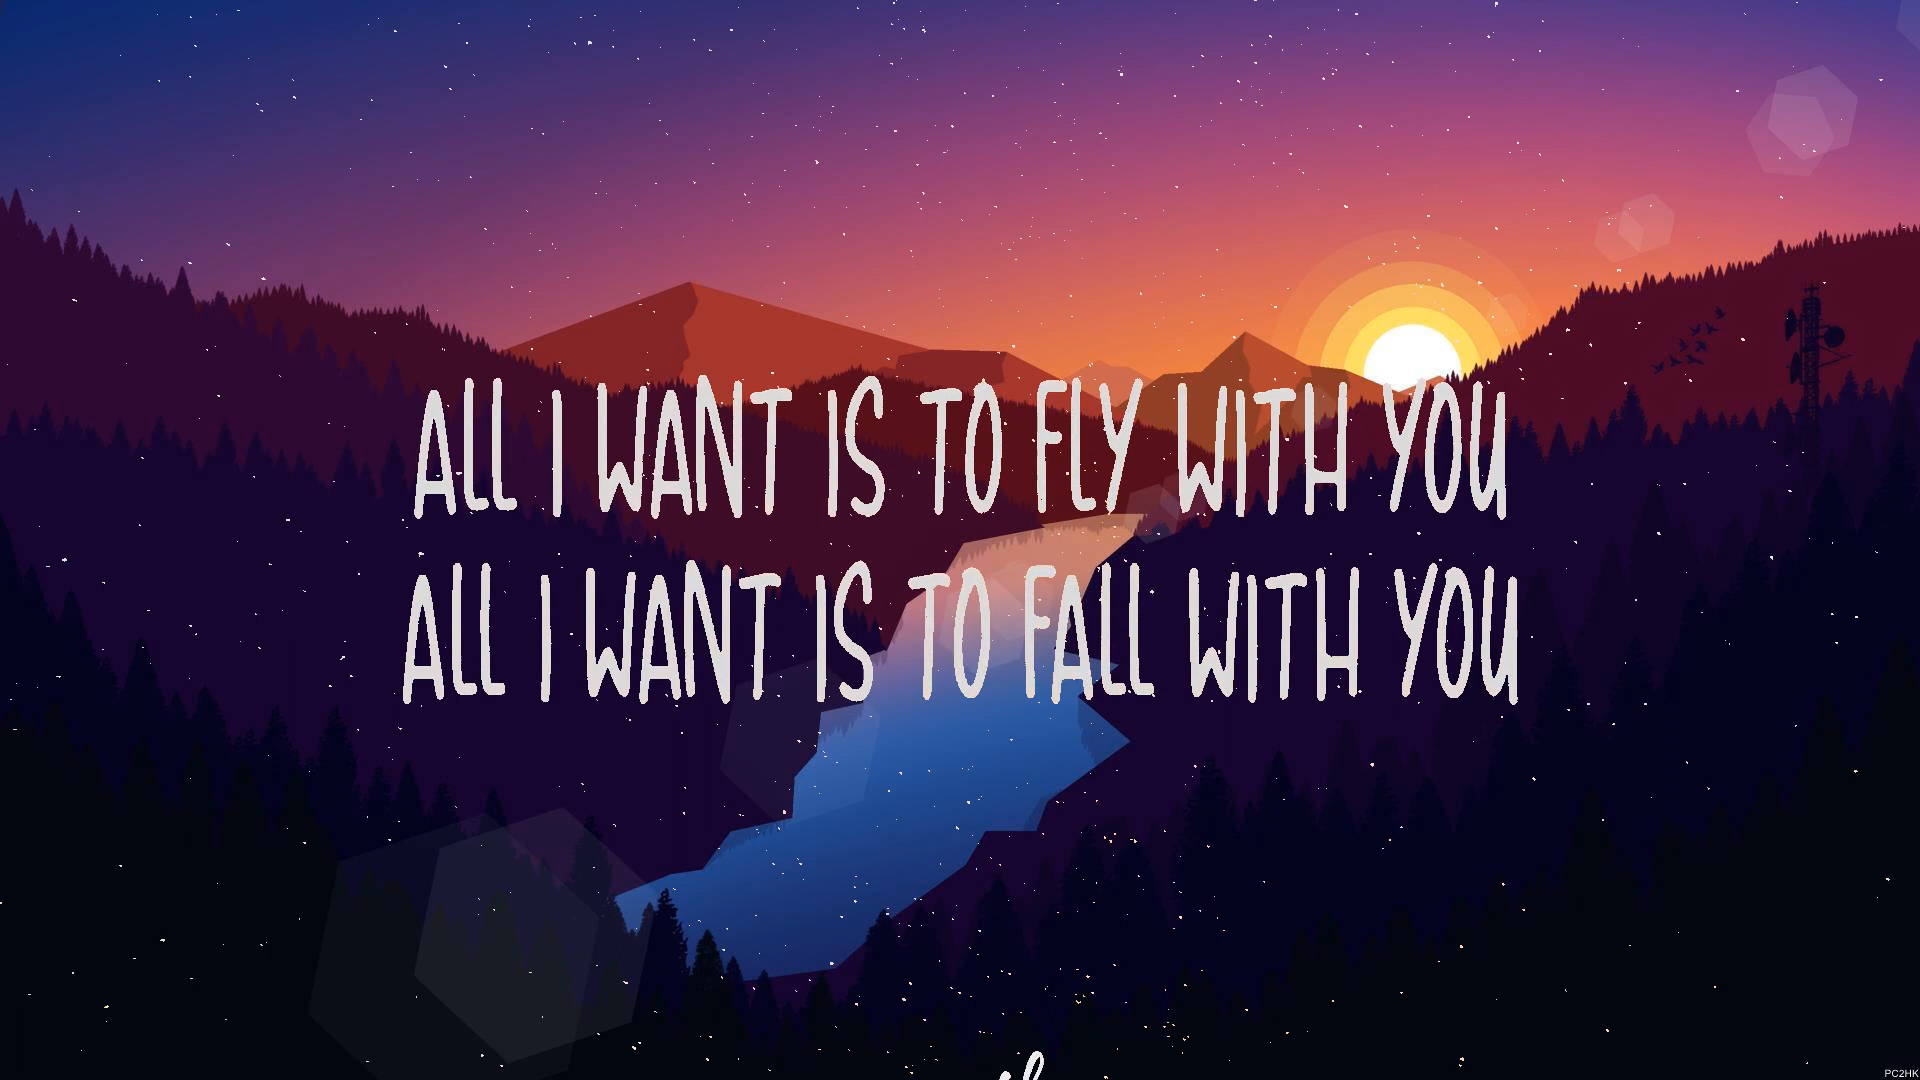 ALL I WANT IS TO FLY WITH YOU
ALL I WANT IS TO FALL WITH YOU
PC2HK